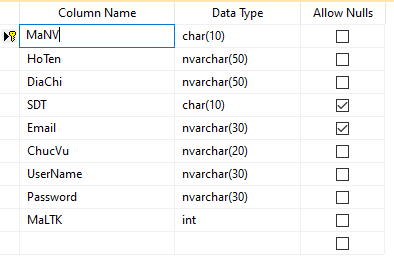 Column Name Data Type Allow Nulls
MaNV char(10)
HoTen nvarchar(50)
DiaChi nvarchar(50)
SDT char(10)
Email nvarchar(30)
ChucVu nvarchar(20)
UserName nvarchar(30)
Password nvarchar(30)
MaLTK int